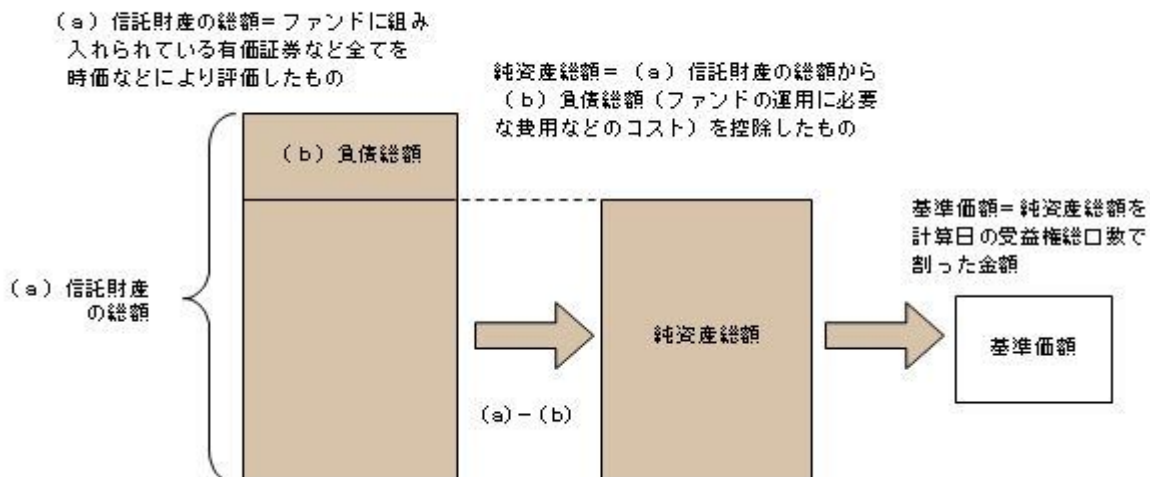 （a）信託財産の総額＝ファンドに組み
入れられている有価証券など全てを
時価などにより評価したもの
純資産総額＝（a）信託財産の総額から
（b）負債総額（ファンドの運用に必要
な費用などのコスト）を控除したもの
（b）負債総額
基準価額＝純資産総額を
計算日の受益権総口数で
割った金額
（a）信託財産
の総額
純資産総額
基準価額
（a）－（b）